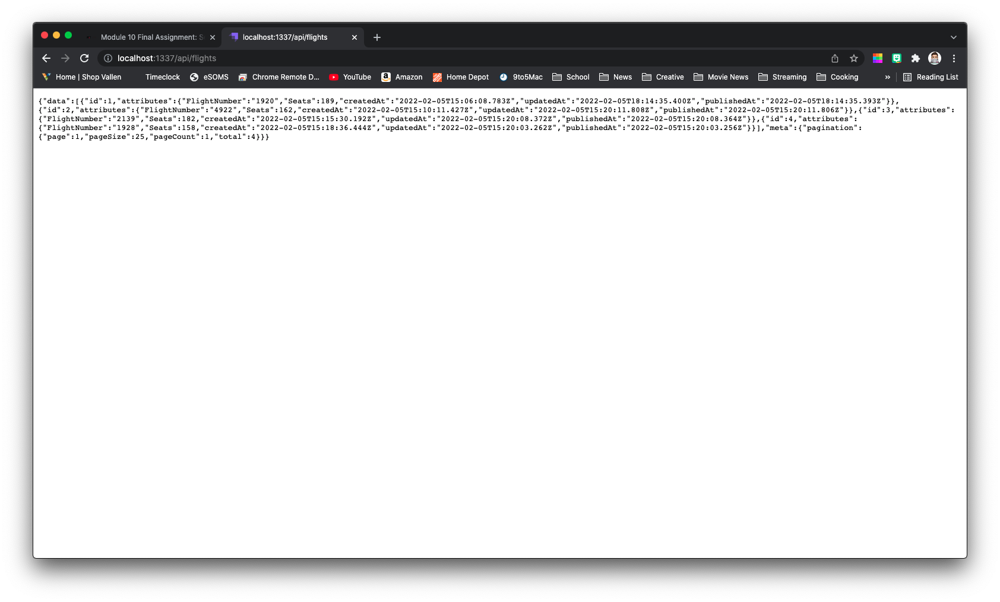 Module 10 Final Assignment: S
localhost:1337/api/flights
localhost:1337/api/flights
Home | Shop Vallen Timeclock eSOMS Chrome Remote D... YouTube Amazon Home Depot 9to5Mac School News Creative Movie News Streaming Cooking » Reading List
{"data":[{"id":1,"attributes":{"FlightNumber":"1920","Seats":189,"createdAt":"2022-02-05T15:06:08.783Z","updatedAt":"2022-02-05T18:14:35.400Z","publishedAt":"2022-02-05T18:14:35.393Z"}},
{"id":2,"attributes":{"FlightNumber":"4922","Seats":162,"createdAt":"2022-02-05T15:10:11.427Z","updatedAt":"2022-02-05T15:20:11.808Z","publishedAt":"2022-02-05T15:20:11.806Z"}},{"id":3,"attributes":
{"FlightNumber":"2139","Seats":182,"createdAt":"2022-02-05T15:15:30.192Z","updatedAt":"2022-02-05T15:20:08.372Z","publishedAt":"2022-02-05T15:20:08.364Z"}},{"id":4,"attributes":
{"FlightNumber":"1928","Seats":158,"createdAt":"2022-02-05T15:18:36.444Z","updatedAt":"2022-02-05T15:20:03.262Z","publishedAt":"2022-02-05T15:20:03.256Z"}}],"meta":{"pagination":
{"page":1,"pageSize":25,"pageCount":1,"total":4}}}